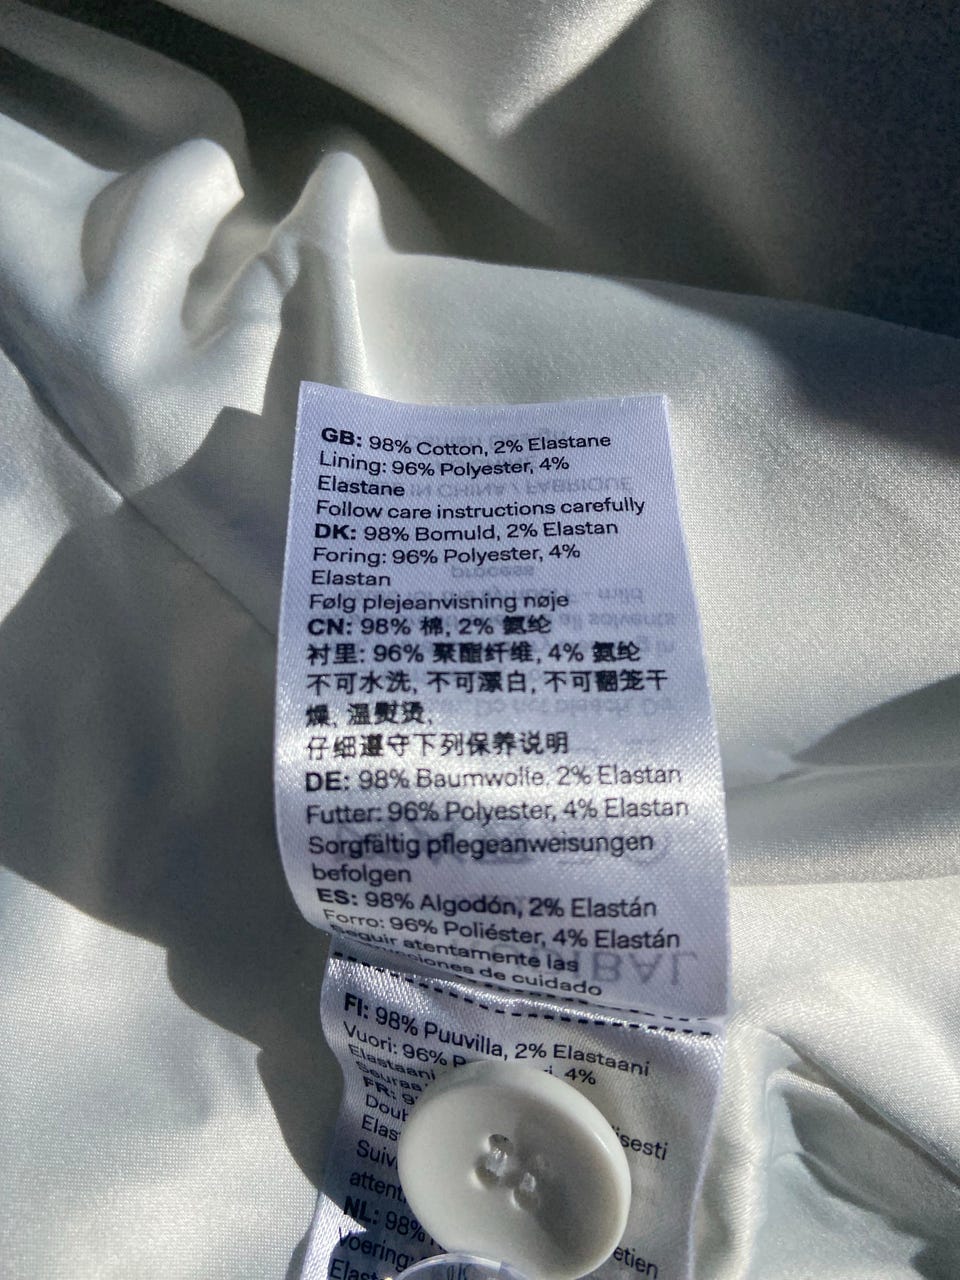 GB: 98% Cotton, 2% Elastane
Lining: 96% Polyester, 4%
Elastane
Follow care instructions carefully
DK: 98% Bomuld, 2% Elastan
Foring: 96% Polyester, 4%
Elastan
Følg plejeanvisning nøje
CN: 98% 棉, 2% 氨纶
衬里: 96% 聚酯纤维, 4% 氨纶
不可水洗, 不可漂白, 不可翻笼干
燥, 温熨烫,
仔细遵守下列保养说明
DE: 98% Baumwolle, 2% Elastan
Futter: 96% Polyester, 4% Elastan
Sorgfältig pflegeanweisungen
befolgen
ES: 98% Algodón, 2% Elastán
Forro: 96% Poliéster, 4% Elastán
Seguir atentamente las
de cuidado
FI: 98% Puuvilla, 2% Elastaani
Vuori: 96% 4%
Elastaani
FR:
NL: 98%
Voering: